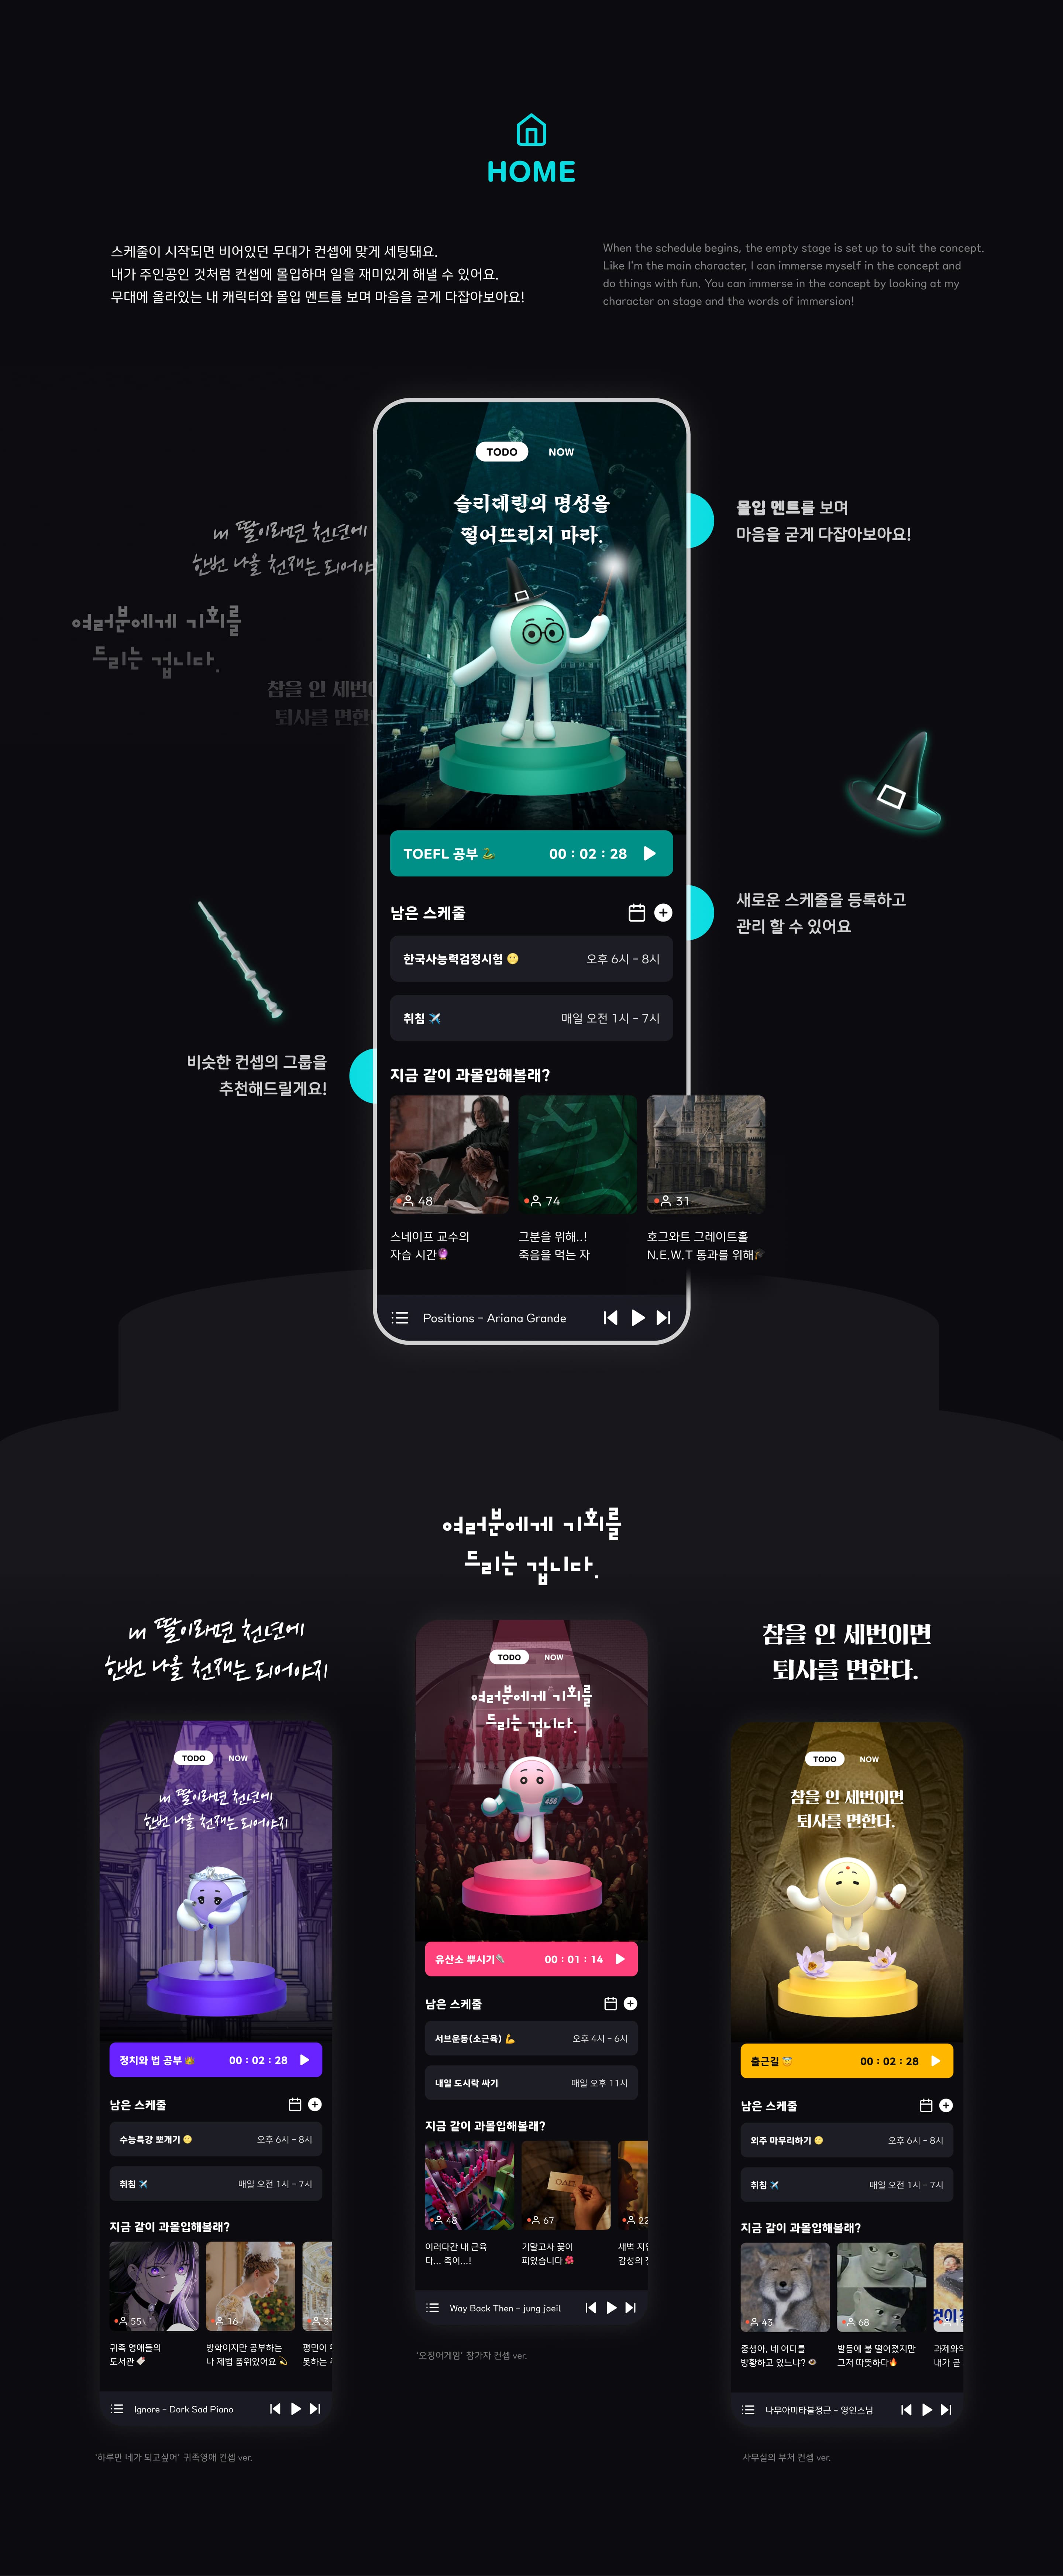 HOME
스케줄이 시작되면 비어있던 무대가 컨셉에 맞게 세팅돼요.
내가 주인공인 것처럼 컨셉에 몰입하며 일을 재미있게 해낼 수 있어요.
무대에 올라있는 내 캐릭터와 몰입 멘트를 보며 마음을 굳게 다잡아보아요!
When the schedule begins, the empty stage is set up to suit the concept.
Like I'm the main character, I can immerse myself in the concept and
do things with fun. You can immerse in the concept by looking at my
character on stage and the words of immersion!
TODO NOW
슬리데린의 명성을
떨어뜨리지 마라.
몰입 멘트를 보며
마음을 굳게 다잡아보아요!
내 딸이라면 천년에
한번 나올 천재는 되어야
여러분에게 기회를
드리는 겁니다.
참을 인 세번
퇴사를 면한
TOEFL 공부 00 : 02 : 28
남은 스케줄
한국사능력검정시험 오후 6시 - 8시
취침 매일 오전 1시 - 7시
새로운 스케줄을 등록하고
관리 할 수 있어요
비슷한 컨셉의 그룹을
추천해드릴게요!
지금 같이 과몰입해볼래?
48 74 31
스네이프 교수의
자습 시간
그분을 위해..!
죽음을 먹는 자
호그와트 그레이트홀
N.E.W.T 통과를 위해
Positions - Ariana Grande
여러분에게 기회를
드리는 겁니다.
내 딸이라면 천년에
한번 나올 천재는 되어야지
참을 인 세번이면
퇴사를 면한다.
TODO NOW
내 딸이라면 천년에
한번 나올 천재는 되어야지
정치와 법 공부 00 : 02 : 28
남은 스케줄
수능특강 뽀개기 오후 6시 - 8시
취침 매일 오전 1시 - 7시
지금 같이 과몰입해볼래?
55 16 3
귀족 영애들의
도서관
방학이지만 공부하는
나 제법 품위있어요
평민이
못하는
Ignore - Dark Sad Piano
'하루만 네가 되고싶어' 귀족영애 컨셉 ver.
TODO NOW
여러분에게 기회를
드리는 겁니다.
456
유산소 뿌시기 00 : 01 : 14
남은 스케줄
서브운동(소근육) 오후 4시 - 6시
내일 도시락 싸기 매일 오후 11시
지금 같이 과몰입해볼래?
48 67 22
이러다간 내 근육
다... 죽어...!
기말고사 꽃이
피었습니다
새벽
감성의
Way Back Then - jung jaeil
'오징어게임' 참가자 컨셉 ver.
TODO NOW
참을 인 세번이면
퇴사를 면한다.
출근길 00 : 02 : 28
남은 스케줄
외주 마무리하기 오후 6시 - 8시
취침 매일 오전 1시 - 7시
지금 같이 과몰입해볼래?
43 68
중생아, 네 어디를
방황하고 있느냐?
발등에 불 떨어졌지만
그저 따뜻하다
과제와의
내가 곧
나무아미타불정근 - 영인스님
사무실의 부처 컨셉 ver.